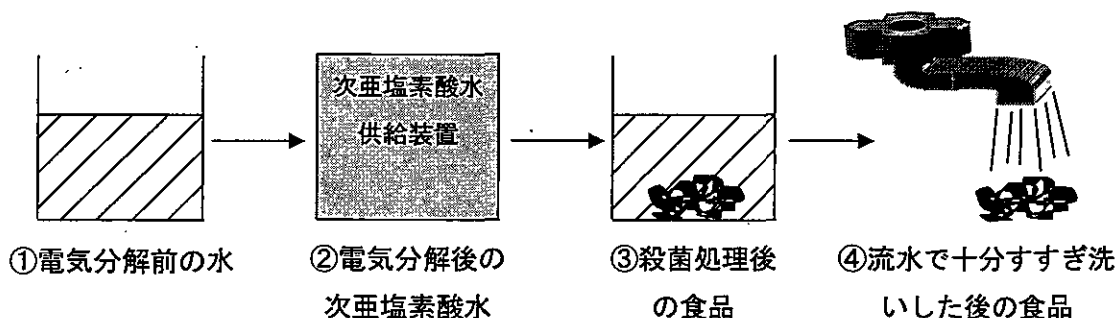 次亜塩素酸水
供給装置
①電気分解前の水
②電気分解後の
次亜塩素酸水
③殺菌処理後
の食品
④流水で十分すすぎ洗
いした後の食品